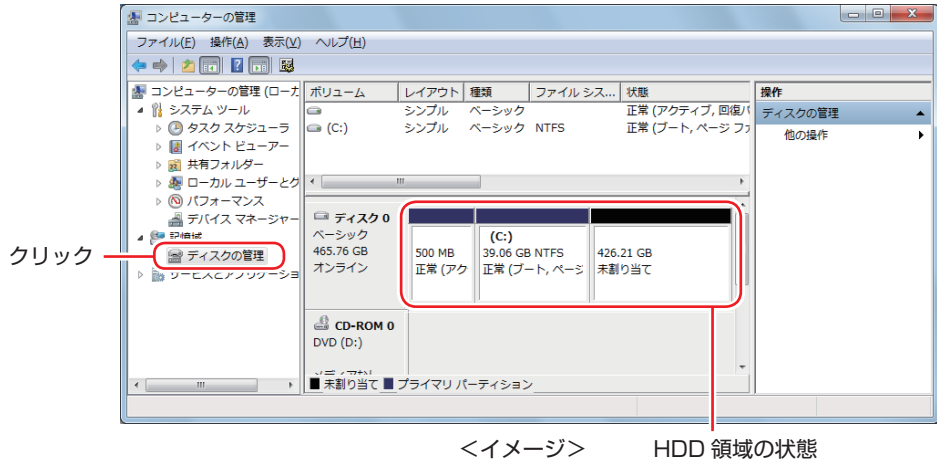 コンピューターの管理
ファイル(F) 操作(A) 表示(V) ヘルプ(H)
コンピューターの管理 (ローカ
システム ツール
タスク スケジューラ
イベント ビューアー
共有フォルダー
ローカル ユーザーとグ
パフォーマンス
デバイス マネージャー
記憶域
ディスクの管理
サービスとアプリケーショ
クリック
ボリューム レイアウト 種類 ファイル シス... 状態
シンプル ベーシック 正常 (アクティブ, 回復パ
(C:) シンプル ベーシック NTFS 正常 (ブート, ページ ファ
ディスク 0
ベーシック
465.76 GB
オンライン
500 MB
正常 (アク
(C:)
39.06 GB NTFS
正常 (ブート, ページ
426.21 GB
未割り当て
CD-ROM 0
DVD (D:)
未割り当て プライマリ パーティション
操作
ディスクの管理
他の操作
<イメージ>
HDD 領域の状態